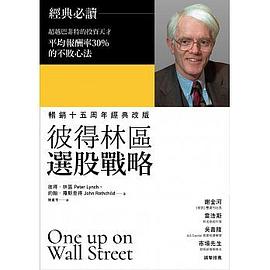 經典必讀
超越巴菲特的投資天才
平均報酬率30%
的不敗心法
暢銷十五周年經典改版
彼得林區
選股戰略
彼得・林區 Peter Lynch、
約翰・羅斯查得 John Rothchild 著
One up on
Wall Street
謝金河
雷浩斯
吳嘉隆
市場先生
誠摯推薦